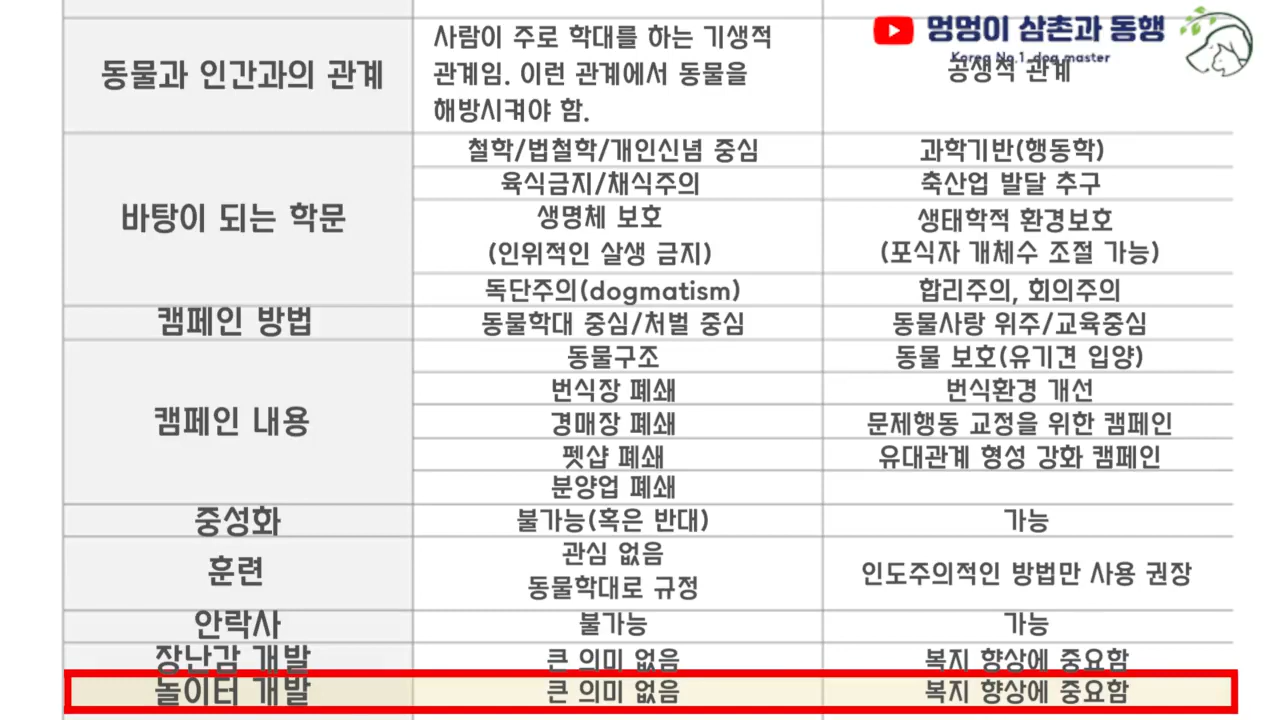 멍멍이 삼촌과 동행
Korea No.1 dog master
동물과 인간과의 관계
사람이 주로 학대를 하는 기생적
관계임. 이런 관계에서 동물을
해방시켜야 함.
공생적 관계
바탕이 되는 학문
철학/법철학/개인신념 중심
과학기반(행동학)
육식금지/채식주의
축산업 발달 추구
생명체 보호
(인위적인 살생 금지)
생태학적 환경보호
(포식자 개체수 조절 가능)
독단주의(dogmatism)
합리주의, 회의주의
캠페인 방법
동물학대 중심/처벌 중심
동물사랑 위주/교육중심
캠페인 내용
동물구조
동물 보호(유기견 입양)
번식장 폐쇄
번식환경 개선
경매장 폐쇄
문제행동 교정을 위한 캠페인
펫샵 폐쇄
유대관계 형성 강화 캠페인
분양업 폐쇄
중성화
불가능(혹은 반대)
가능
훈련
관심 없음
동물학대로 규정
인도주의적인 방법만 사용 권장
안락사
불가능
가능
장난감 개발
큰 의미 없음
복지 향상에 중요함
놀이터 개발
큰 의미 없음
복지 향상에 중요함